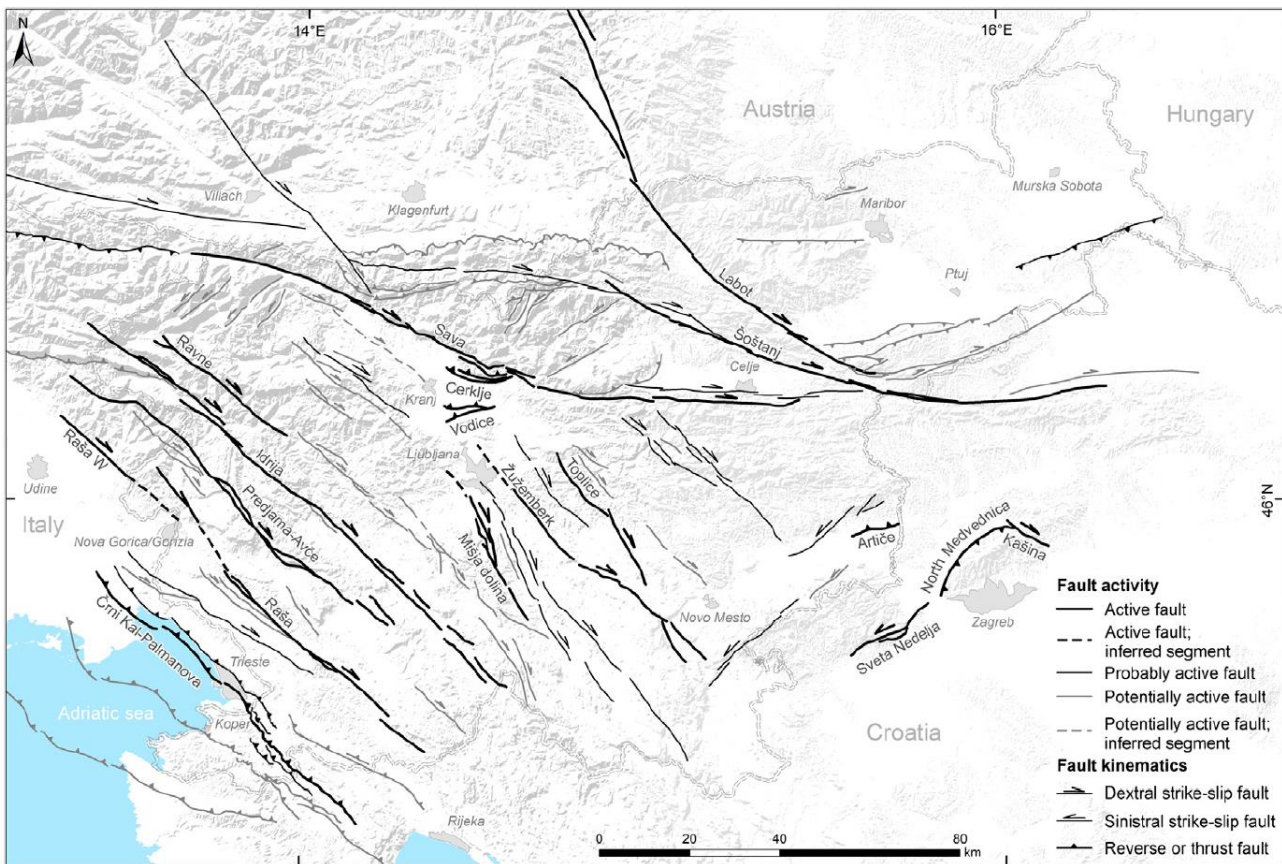 N
14°E
16°E
Austria
Hungary
Villach
Klagenfurt
Murska Sobota
Maribor
Ptuj
Labot
Sava
Šoštanj
Celje
Ravne
Cerklje
Kranj
Vodice
Ljubljana
Raša W
Idrija
Žužemberk
Toplice
Udine
Predjama-Avče
46°N
Italy
Nova Gorica/Gorizia
Artiče
North Medvednica
Kašina
Mišja dolina
Raša
Črni Kal-Palmanova
Novo Mesto
Zagreb
Trieste
Sveta Nedelja
Adriatic sea
Koper
Croatia
Rijeka
Fault activity
Active fault
Active fault;
inferred segment
Probably active fault
Potentially active fault
Potentially active fault;
inferred segment
Fault kinematics
Dextral strike-slip fault
Sinistral strike-slip fault
Reverse or thrust fault
0 20 40 80
km